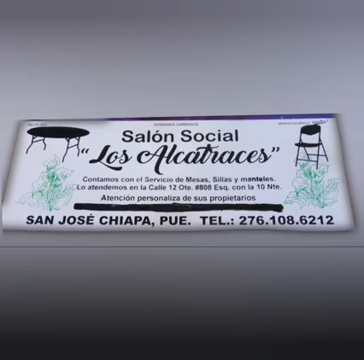 Salón Social
"Los Alcatraces"
Contamos con el Servicio de Mesas, Sillas y manteles.
Lo atendemos en la Calle 12 Ote. #808 Esq. con la 10 Nte.
Atención personaliza de sus propietarios
SAN JOSÉ CHIAPA, PUE. TEL.: 276.108.6212